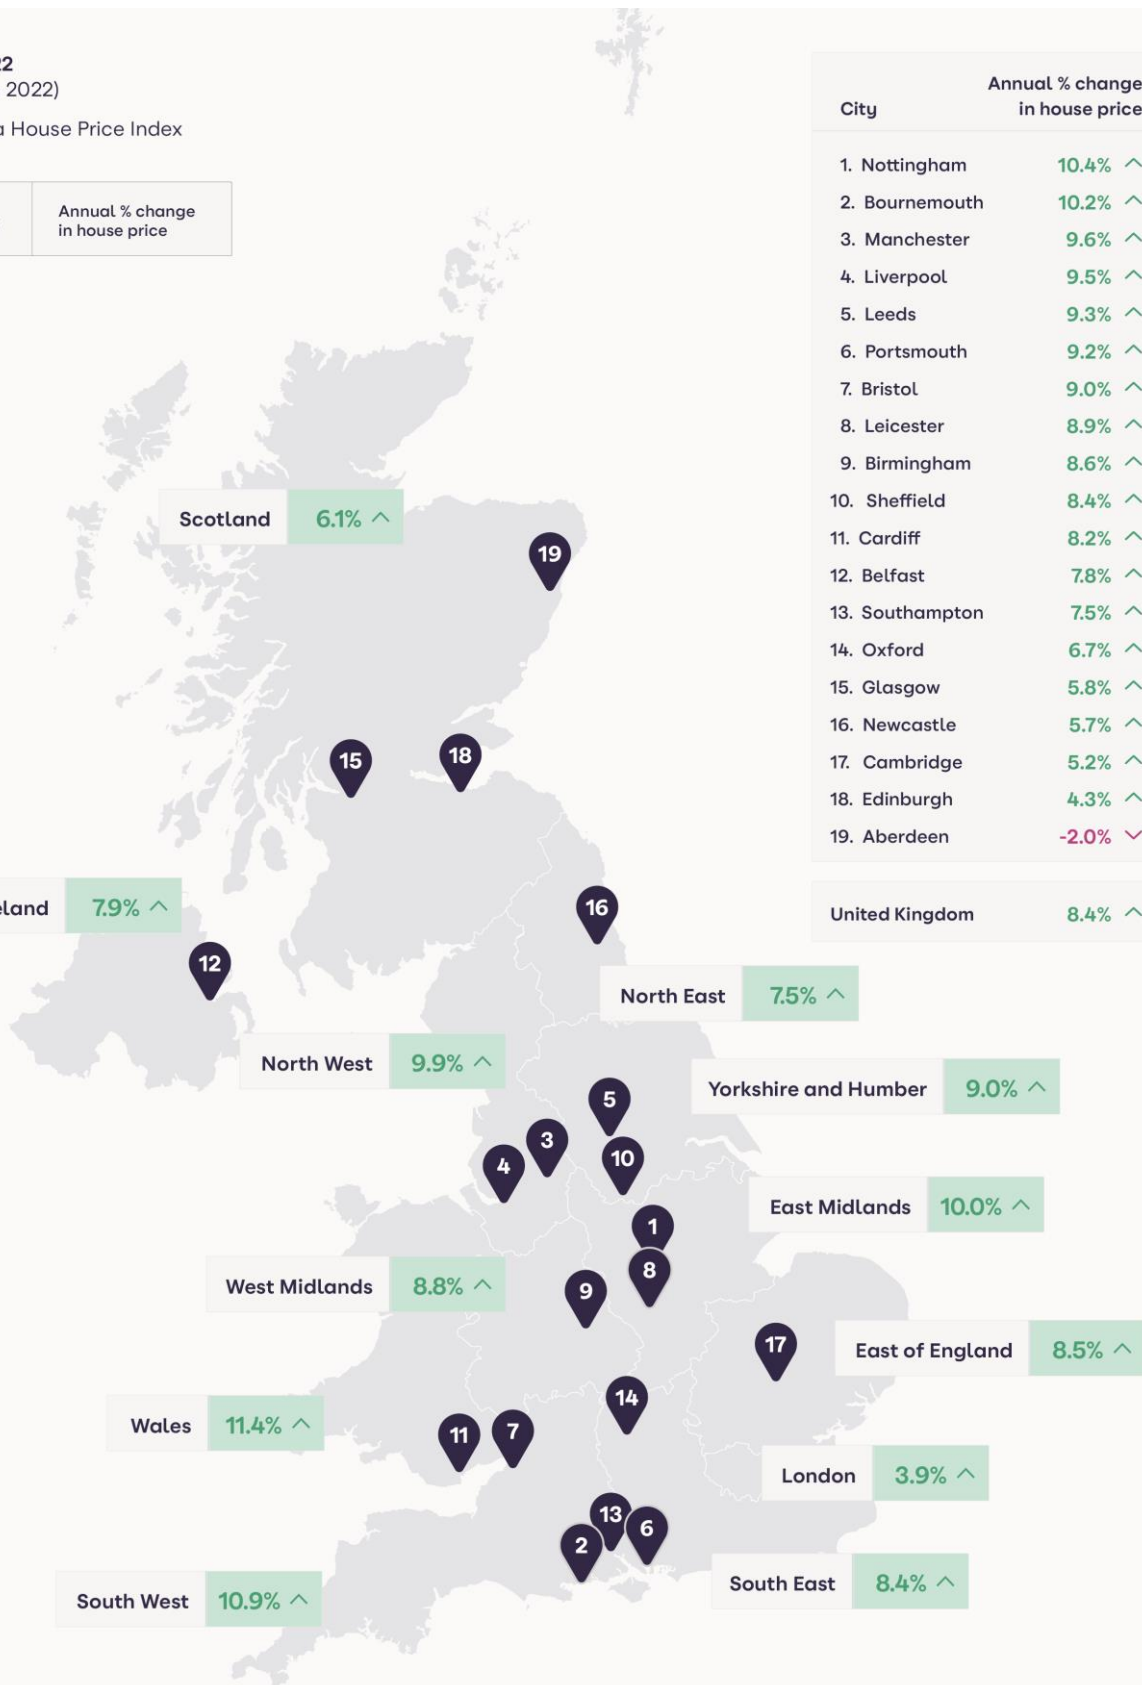 2022)
House Price Index
Annual % change
in house price
City
Annual % change
in house price
1. Nottingham 10.4%
2. Bournemouth 10.2%
3. Manchester 9.6%
4. Liverpool 9.5%
5. Leeds 9.3%
6. Portsmouth 9.2%
7. Bristol 9.0%
8. Leicester 8.9%
9. Birmingham 8.6%
10. Sheffield 8.4%
11. Cardiff 8.2%
12. Belfast 7.8%
13. Southampton 7.5%
14. Oxford 6.7%
15. Glasgow 5.8%
16. Newcastle 5.7%
17. Cambridge 5.2%
18. Edinburgh 4.3%
19. Aberdeen -2.0%
United Kingdom 8.4%
Scotland 6.1%
19
15
18
7.9%
16
12
North East 7.5%
North West 9.9%
Yorkshire and Humber 9.0%
5
3
4
10
East Midlands 10.0%
1
8
West Midlands 8.8%
9
17
East of England 8.5%
14
Wales 11.4%
11
7
London 3.9%
13
6
2
South East 8.4%
South West 10.9%